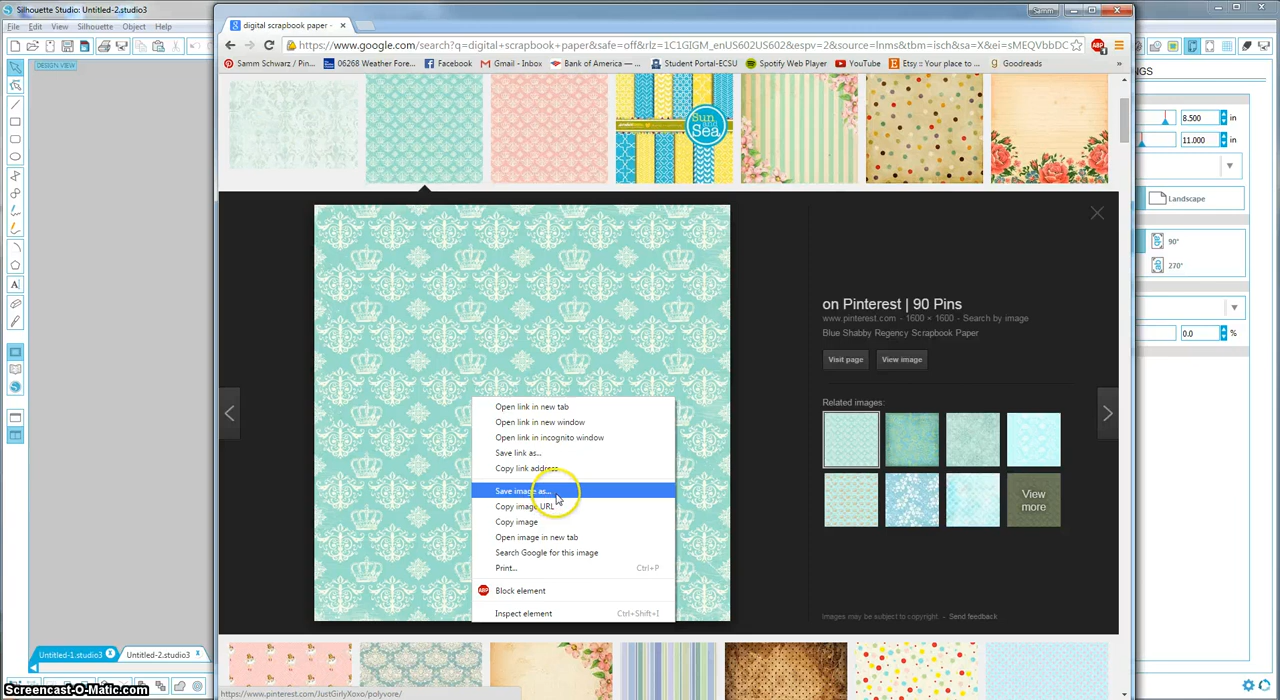 Silhouette Studio: Untitled-2.studio3
File Edit View Silhouette Object Help
DESIGN VIEW
digital scrapbook paper -
https://www.google.com/search?q=digital+scrapbook+paper&safe=off&rlz=1C1GIGM_enUS602US602&espv=2&source=lnms&tbm=isch&sa=X&ei=sMEQVbbDC
ABP
Samm Schwarz / Pin...
06268 Weather Fore...
Facebook
Gmail - Inbox
Bank of America — ...
Student Portal-ECSU
Spotify Web Player
YouTube
Etsy :: Your place to ...
Goodreads
»
Sun and Sea
NGS
8.500 in
11.000 in
Landscape
90°
270°
0.0 %
on Pinterest | 90 Pins
www.pinterest.com - 1600 × 1600 - Search by image
Blue Shabby Regency Scrapbook Paper
Visit page
View image
Related images:
View more
Images may be subject to copyright. - Send feedback
Open link in new tab
Open link in new window
Open link in incognito window
Save link as...
Copy link address
Save image as...
Copy image URL
Copy image
Open image in new tab
Search Google for this image
Print... Ctrl+P
ABP Block element
Inspect element Ctrl+Shift+I
Untitled-1.studio3
Untitled-2.studio3
https://www.pinterest.com/JustGirlyXoxo/polyvore/
Screencast-O-Matic.com